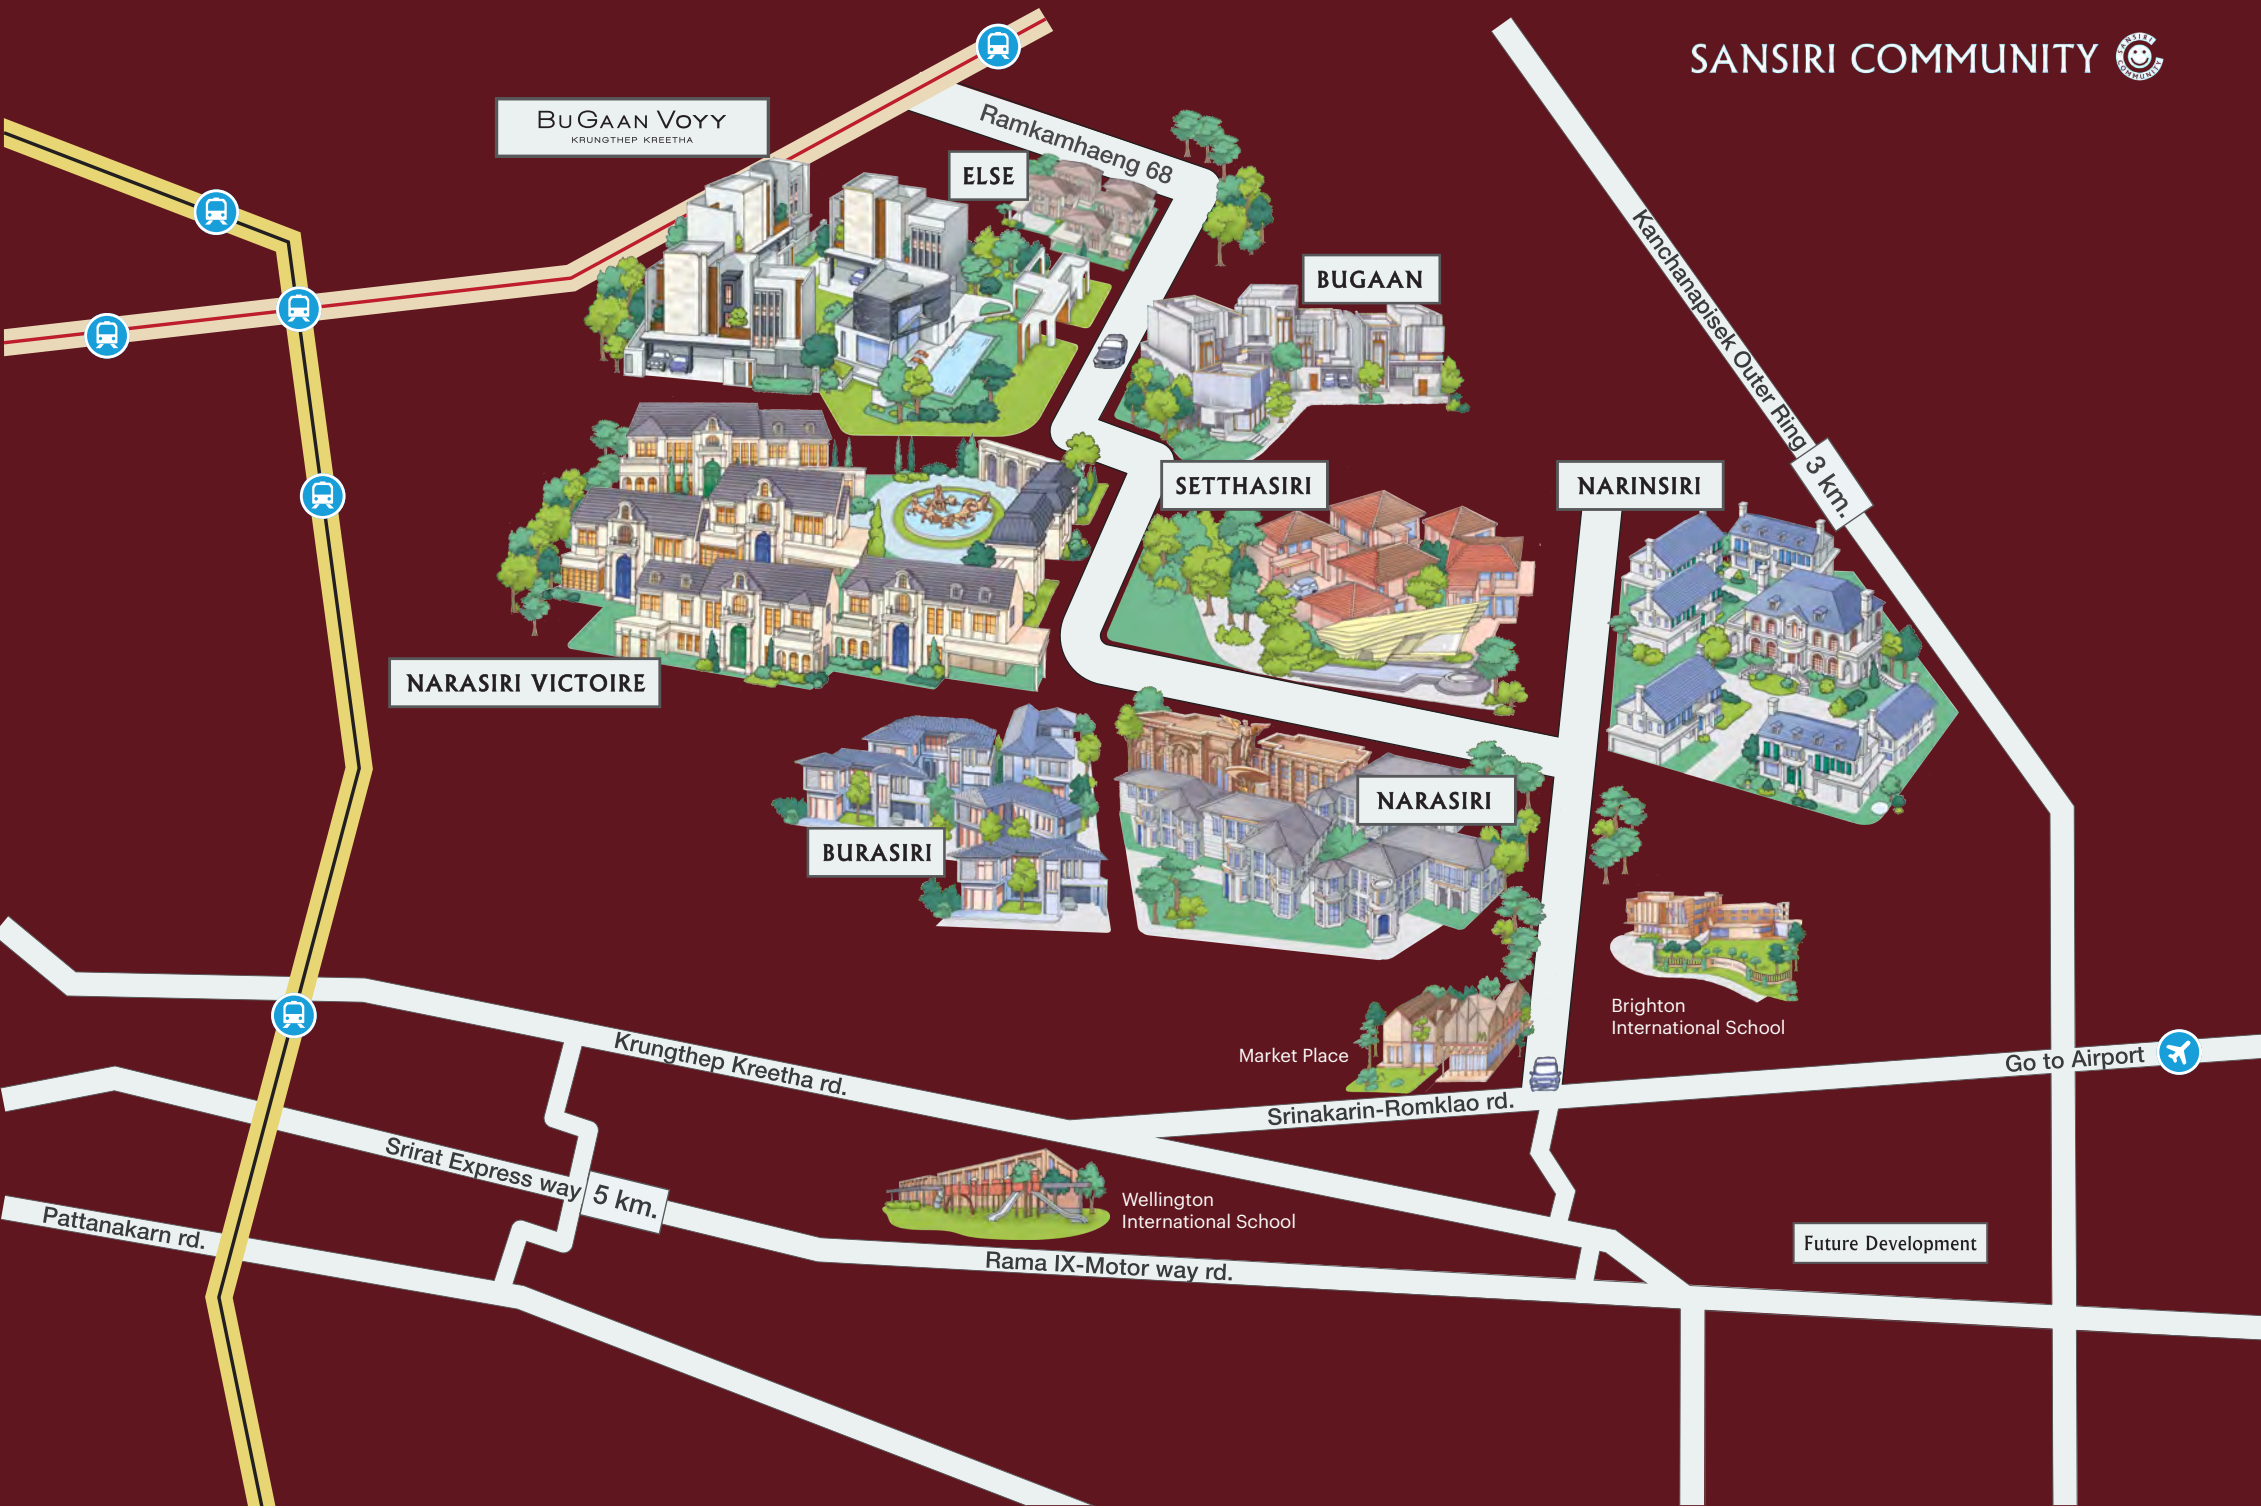 SANSIRI COMMUNITY
SANSIRI COMMUNITY
BUGAAN VOYY
KRUNGTHEP KREETHA
Ramkamhaeng 68
ELSE
BUGAAN
Kanchanapisek Outer Ring
3 km.
SETTHASIRI
NARINSIRI
NARASIRI VICTOIRE
NARASIRI
BURASIRI
Brighton
International School
Market Place
Krungthep Kreetha rd.
Go to Airport
Srinakarin-Romklao rd.
Srirat Express way
5 km.
Wellington
International School
Pattanakarn rd.
Rama IX-Motor way rd.
Future Development